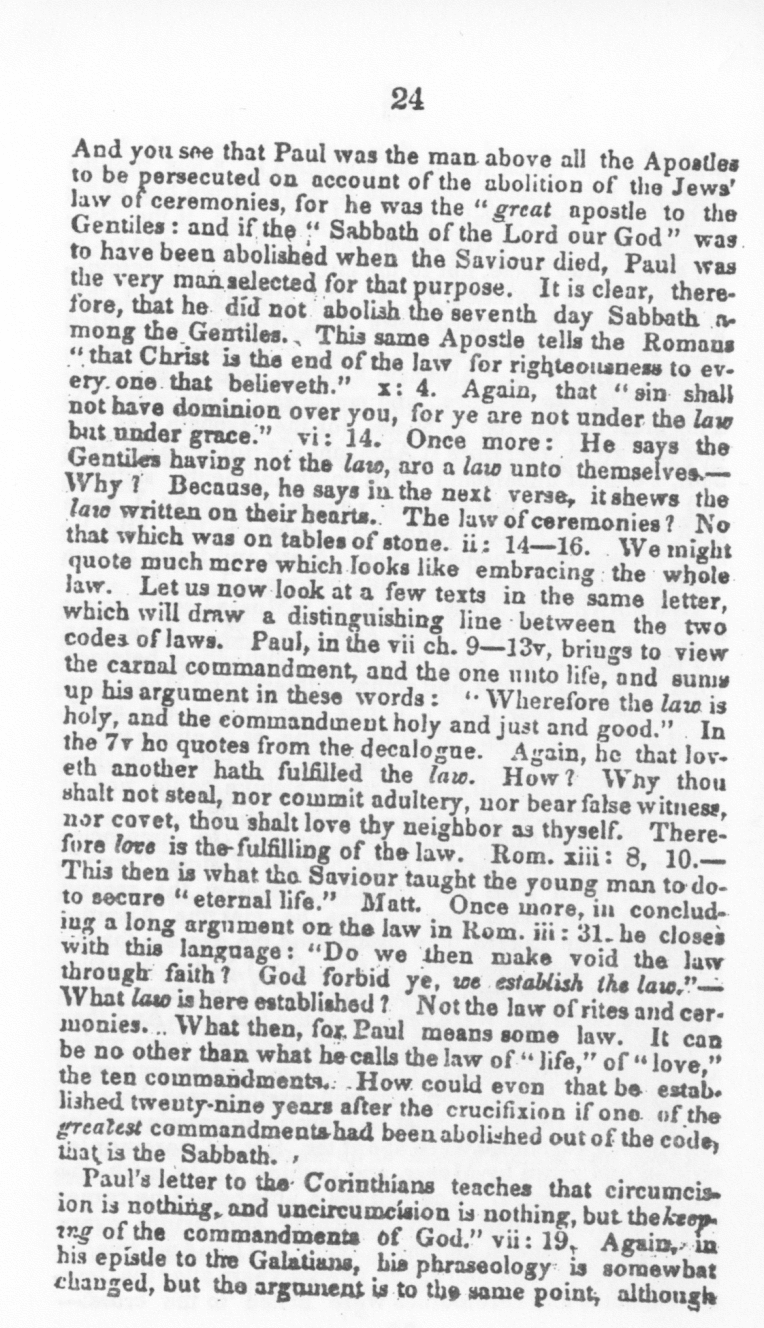 24
And you see that Paul was the man above all the Apostles
to be persecuted on account of the abolition of the Jews'
law of ceremonies, for he was the "great apostle to the
Gentiles: and if the "Sabbath of the Lord our God" was
to have been abolished when the Saviour died, Paul was
the very man selected for that purpose. It is clear, there-
fore, that he did not abolish the seventh day Sabbath a-
mong the Gentiles. This same Apostle tells the Romans
"that Christ is the end of the law for righteousness to ev-
ery one that believeth." x: 4. Again, that "sin shall
not have dominion over you, for ye are not under the law
but under grace." vi: 14. Once more: He says the
Gentiles having not the law, are a law unto themselves.—
Why? Because, he says in the next verse, it shews the
law written on their hearts. The law of ceremonies? No
that which was on tables of stone. ii: 14—16. We might
quote much more which looks like embracing the whole
law. Let us now look at a few texts in the same letter,
which will draw a distinguishing line between the two
codes of laws. Paul, in the vii ch. 9—13v, brings to view
the carnal commandment, and the one unto life, and sums
up his argument in these words: "Wherefore the law is
holy, and the commandment holy and just and good." In
the 7v he quotes from the decalogue. Again, he that lov-
eth another hath fulfilled the law. How? Why thou
shalt not steal, nor commit adultery, nor bear false witness,
nor covet, thou shalt love thy neighbor as thyself. There-
fore love is the fulfilling of the law. Rom. xiii: 8, 10.—
This then is what the Saviour taught the young man to do
to secure "eternal life." Matt. Once more, in conclud-
ing a long argument on the law in Rom. iii: 31. he closes
with this language: "Do we then make void the law
through faith? God forbid ye, we establish the law."—
What law is here established? Not the law of rites and cer-
monies. What then, for Paul means some law. It can
be no other than what he calls the law of "life," of "love,"
the ten commandments. How could even that be estab-
lished twenty-nine years after the crucifixion if one of the
greatest commandments had been abolished out of the code,
that is the Sabbath.
Paul's letter to the Corinthians teaches that circumcis-
ion is nothing, and uncircumcision is nothing, but the keep-
ing of the commandments of God." vii: 19. Again, in
his epistle to the Galatians, his phraseology is somewhat
changed, but the argument is to the same point, although